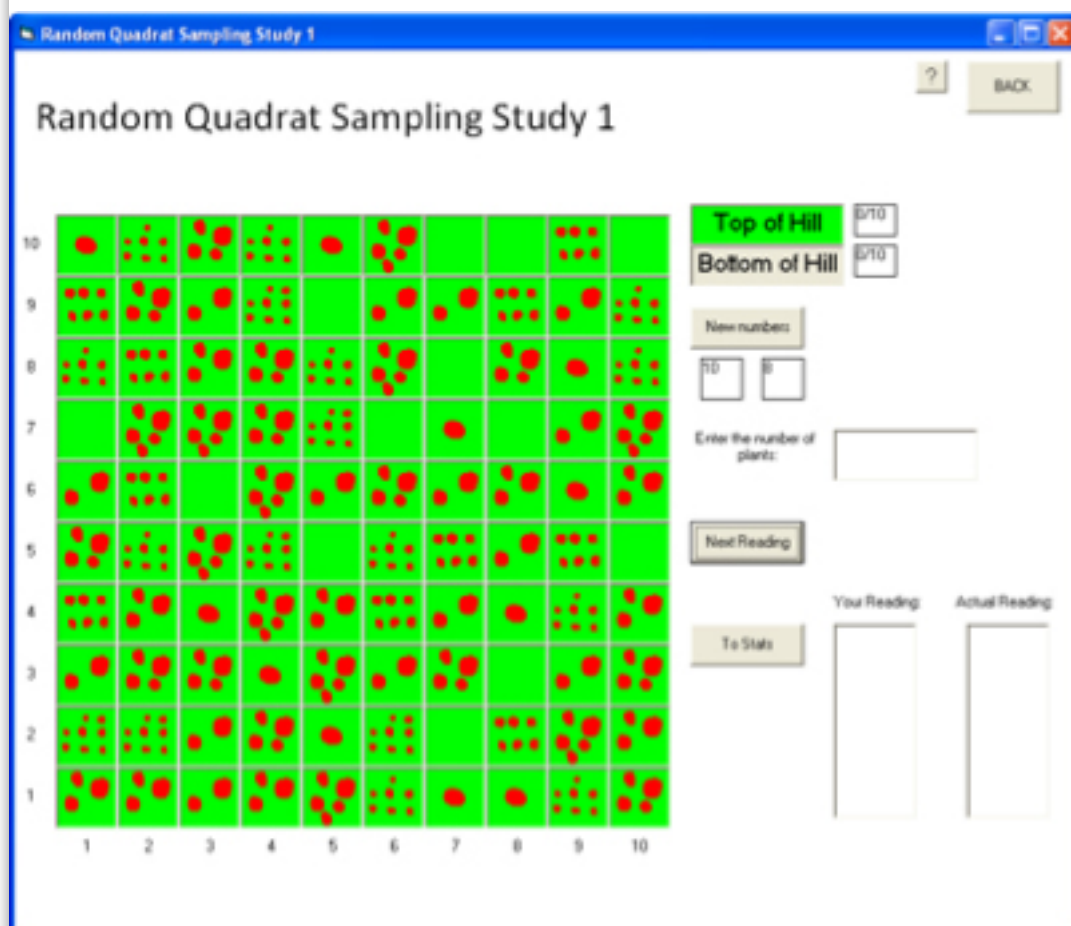 Random Quadrat Sampling Study 1
?
BACK
Random Quadrat Sampling Study 1
Top of Hill
0/10
Bottom of Hill
0/10
New numbers
10 8
Enter the number of
plants:
Next Reading
Your Reading: Actual Reading:
To Stats
10
9
8
7
6
5
4
3
2
1
1 2 3 4 5 6 7 8 9 10